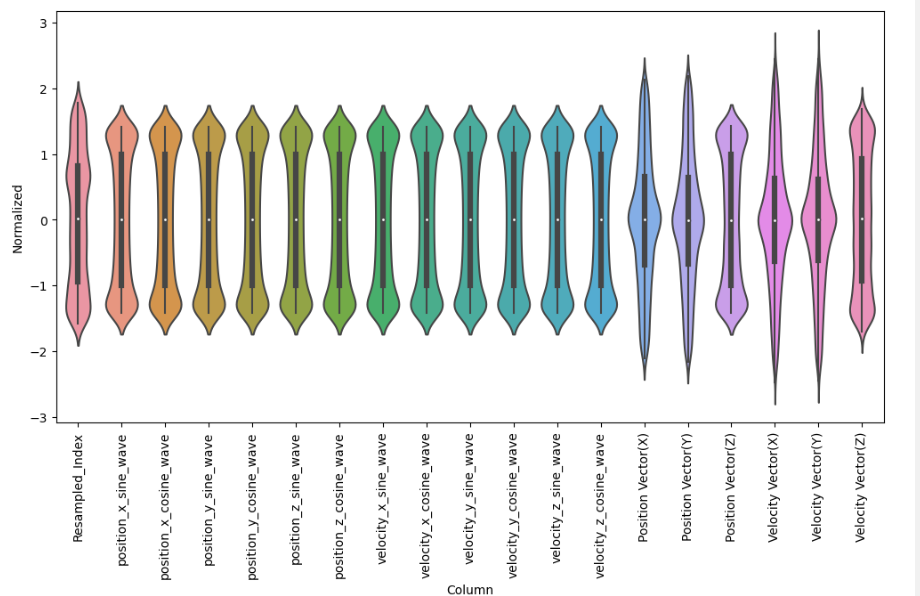 3
2
1
0
−1
−2
−3
Normalized
Resampled_Index
position_x_sine_wave
position_x_cosine_wave
position_y_sine_wave
position_y_cosine_wave
position_z_sine_wave
position_z_cosine_wave
velocity_x_sine_wave
velocity_x_cosine_wave
velocity_y_sine_wave
velocity_y_cosine_wave
velocity_z_sine_wave
velocity_z_cosine_wave
Position Vector(X)
Position Vector(Y)
Position Vector(Z)
Velocity Vector(X)
Velocity Vector(Y)
Velocity Vector(Z)
Column